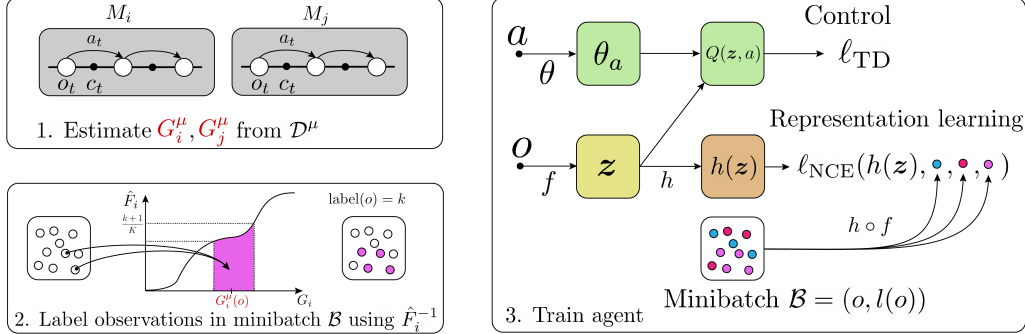 M_i M_j
a_t a_t
o_t c_t o_t c_t
1. Estimate G_i^μ, G_j^μ from 𝒟^μ
F̂_i
k+1/K
label(o) = k
G_i^μ(o)
G_i
2. Label observations in minibatch ℬ using F̂_i^{-1}
Control
a
θ
θ_a
Q(z, a)
ℓ_TD
Representation learning
o
f
z
h
h(z)
ℓ_NCE(h(z), , , )
h ∘ f
Minibatch ℬ = (o, l(o))
3. Train agent